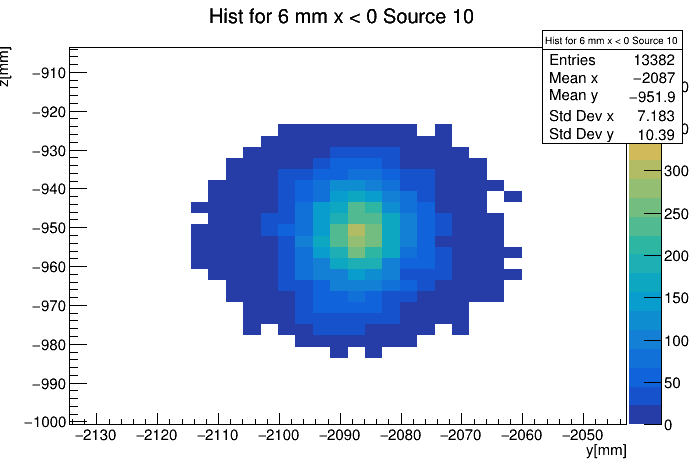 Hist for 6 mm x < 0 Source 10
Hist for 6 mm x < 0 Source 10
Entries 13382
Mean x −2087
Mean y −951.9
Std Dev x 7.183
Std Dev y 10.39
z[mm]
−910
−920
−930
−940
−950
−960
−970
−980
−990
−1000
−2130 −2120 −2110 −2100 −2090 −2080 −2070 −2060 −2050
y[mm]
300
250
200
150
100
50
0